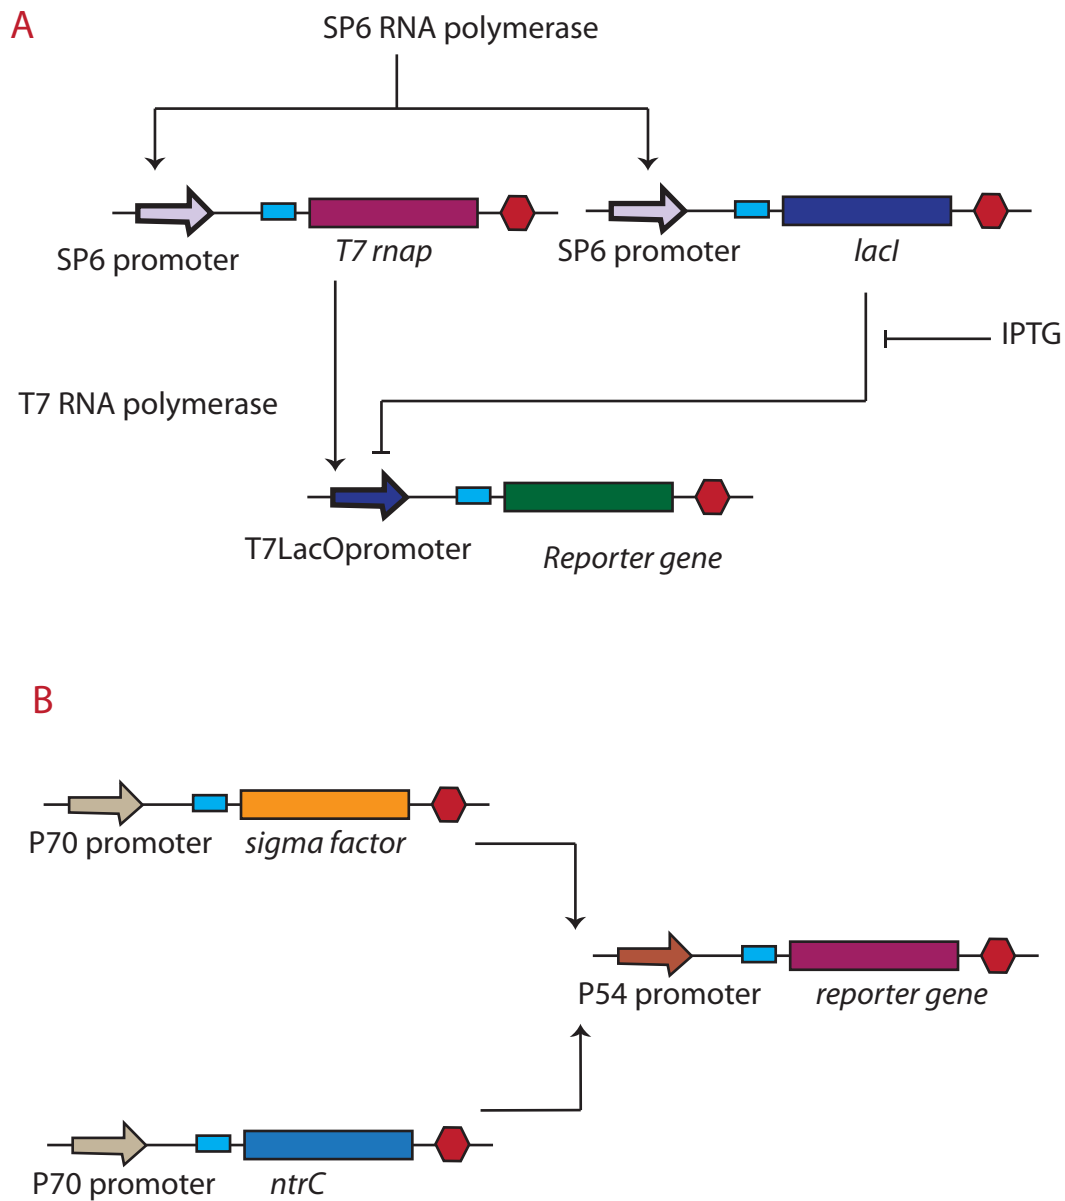 A
SP6 RNA polymerase
SP6 promoter
T7 rnap
SP6 promoter
lacI
IPTG
T7 RNA polymerase
T7LacOpromoter
Reporter gene
B
P70 promoter
sigma factor
P54 promoter
reporter gene
P70 promoter
ntrC